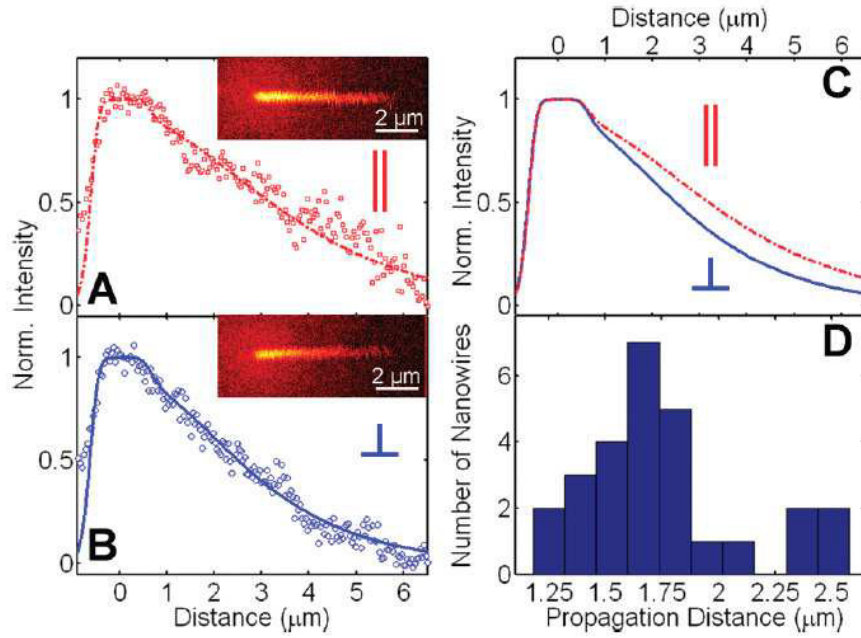 A
2 μm
||
1
0.5
0
Norm. Intensity
B
2 μm
⊥
1
0.5
0
0 1 2 3 4 5 6
Distance (μm)
Distance (μm)
0 1 2 3 4 5 6
C
||
⊥
1
0.5
0
Norm. Intensity
D
6
4
2
0
Number of Nanowires
1.25 1.5 1.75 2 2.25 2.5
Propagation Distance (μm)